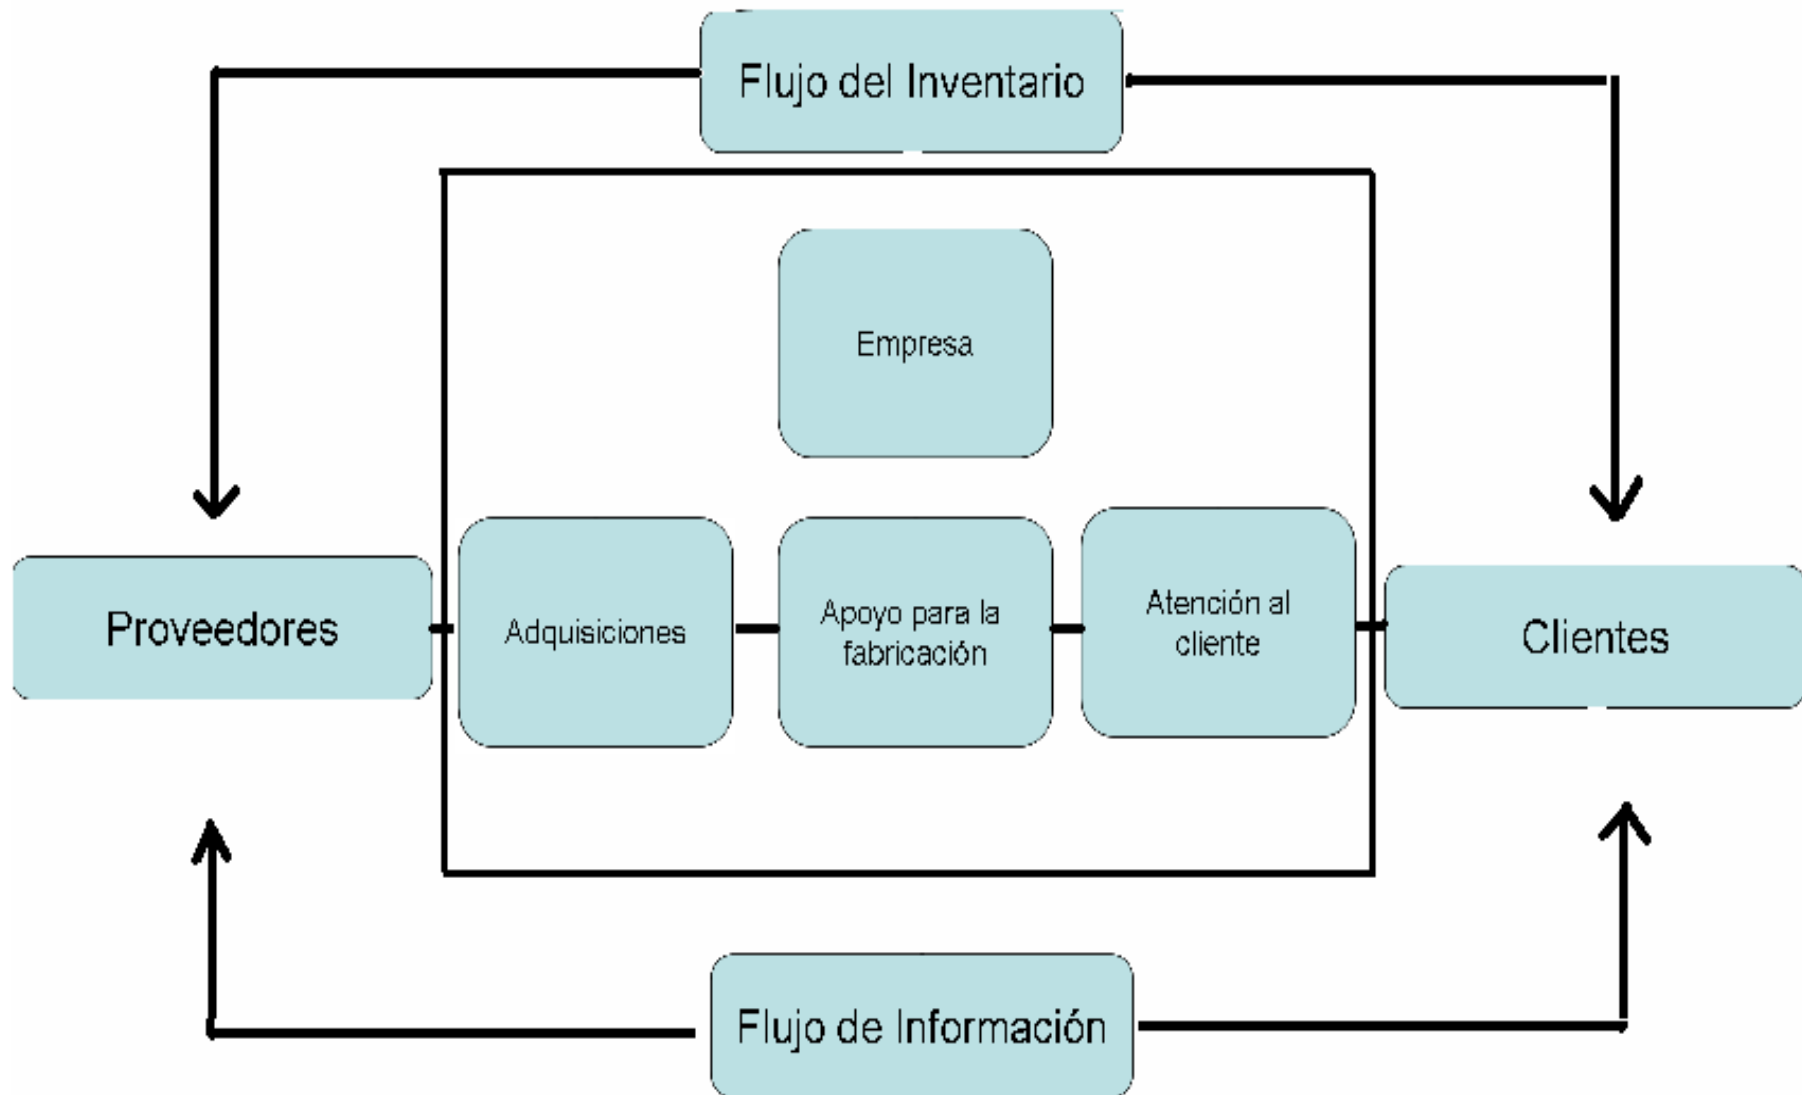 Flujo del Inventario
Empresa
Proveedores
Adquisiciones
Apoyo para la
fabricación
Atención al
cliente
Clientes
Flujo de Información